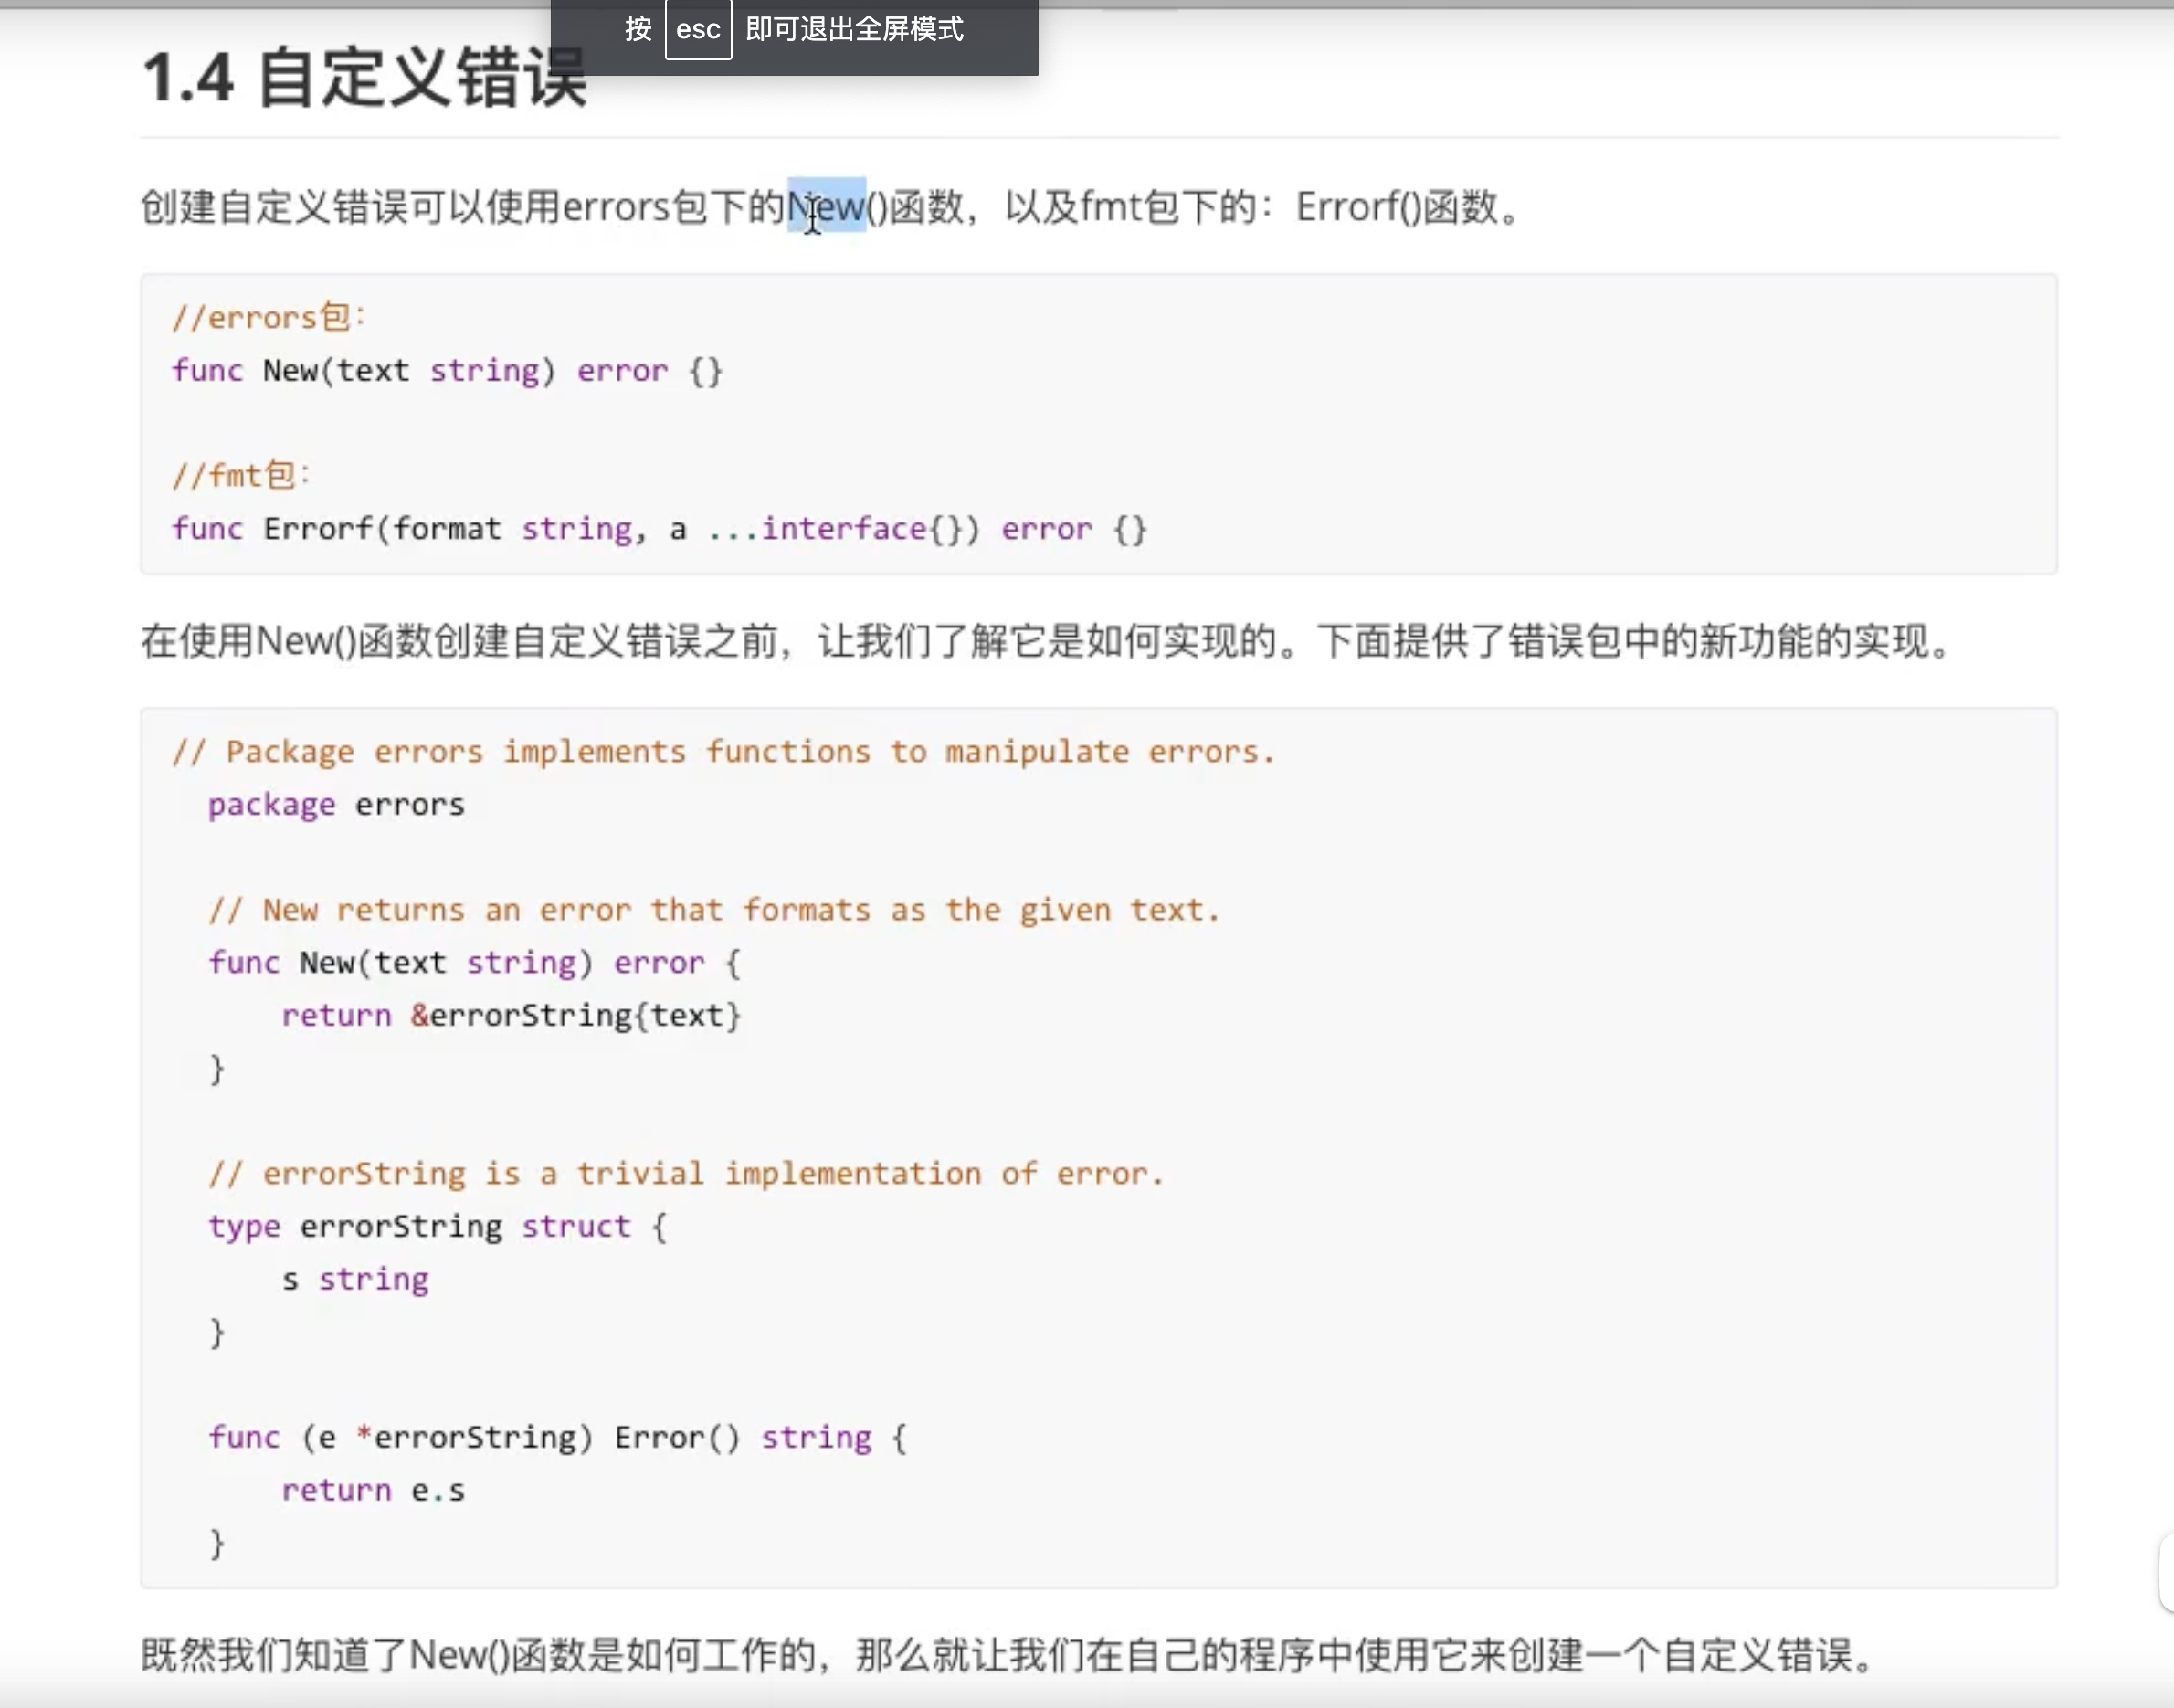 按 esc 即可退出全屏模式
1.4 自定义错误
创建自定义错误可以使用errors包下的New()函数，以及fmt包下的：Errorf()函数。
//errors包：
func New(text string) error {}
//fmt包：
func Errorf(format string, a ...interface{}) error {}
在使用New()函数创建自定义错误之前，让我们了解它是如何实现的。下面提供了错误包中的新功能的实现。
// Package errors implements functions to manipulate errors.
package errors
// New returns an error that formats as the given text.
func New(text string) error {
return &errorString{text}
}
// errorString is a trivial implementation of error.
type errorString struct {
s string
}
func (e *errorString) Error() string {
return e.s
}
既然我们知道了New()函数是如何工作的，那么就让我们在自己的程序中使用它来创建一个自定义错误。